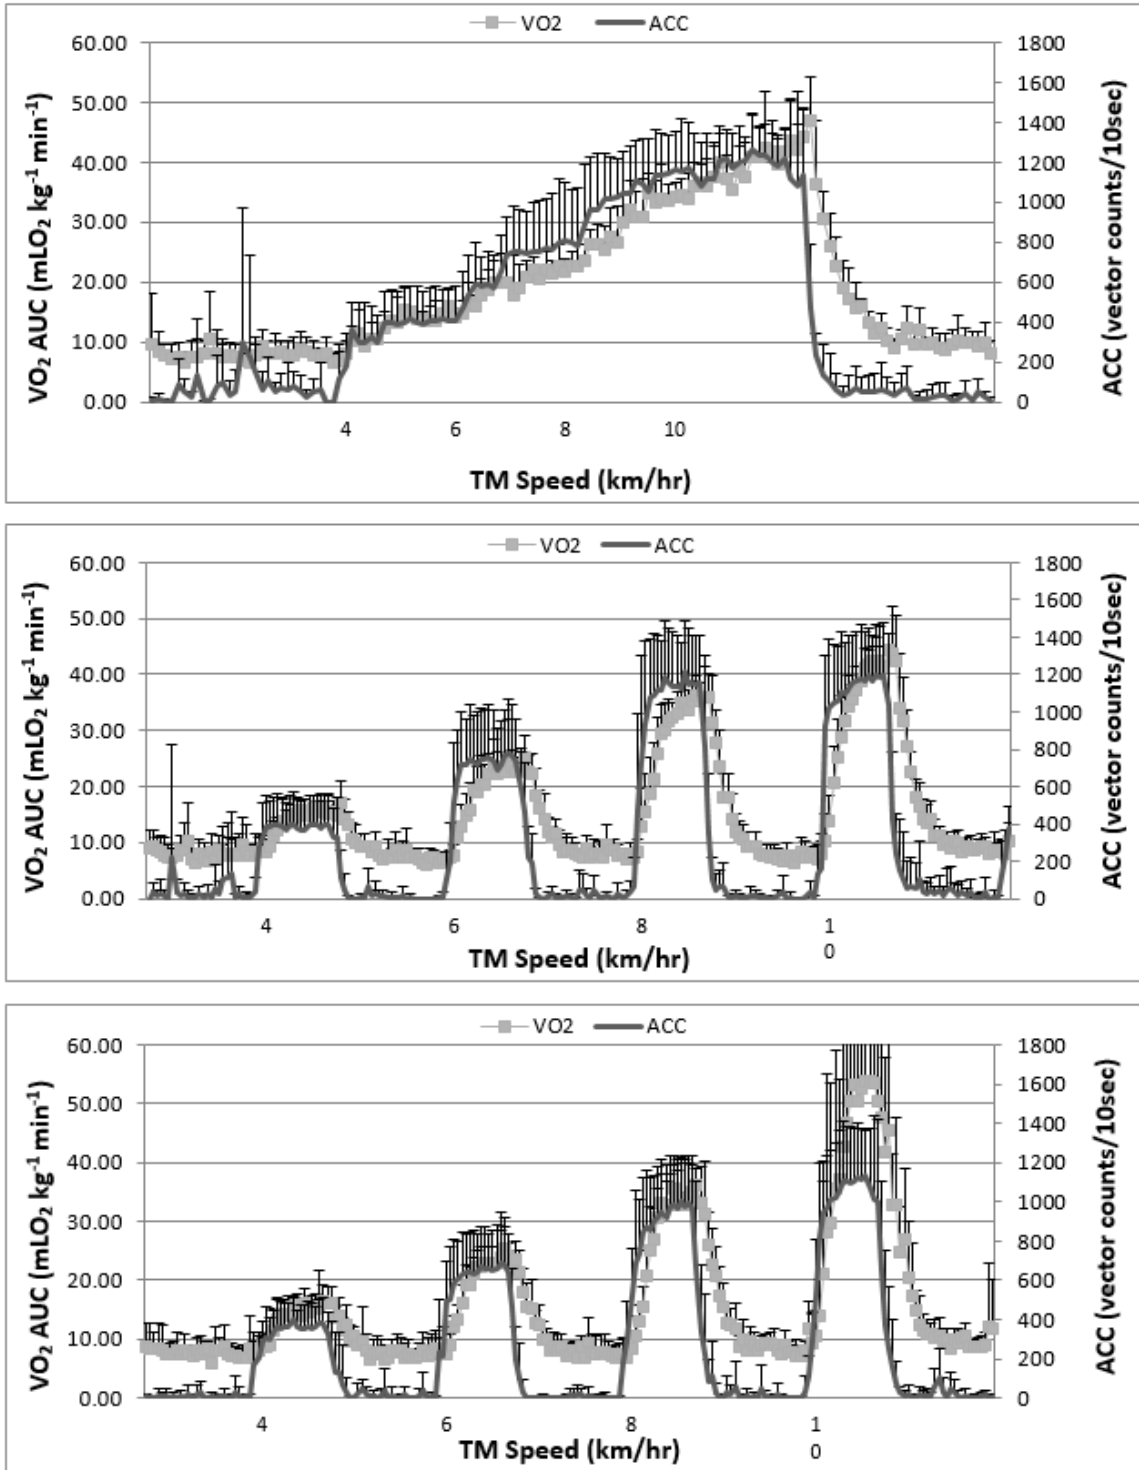 VO2 ACC
60.00 1800
1600
50.00
1400
40.00 1200
1000
30.00
800
20.00 600
400
10.00
200
0.00 0
VO₂ AUC (mLO₂ kg⁻¹ min⁻¹)
ACC (vector counts/10sec)
4 6 8 10
TM Speed (km/hr)
VO2 ACC
60.00 1800
1600
50.00
1400
40.00 1200
1000
30.00
800
20.00 600
400
10.00
200
0.00 0
VO₂ AUC (mLO₂ kg⁻¹ min⁻¹)
ACC (vector counts/10sec)
4 6 8 1
0
TM Speed (km/hr)
VO2 ACC
60.00 1800
1600
50.00
1400
40.00 1200
1000
30.00
800
20.00 600
400
10.00
200
0.00 0
VO₂ AUC (mLO₂ kg⁻¹ min⁻¹)
ACC (vector counts/10sec)
4 6 8 1
0
TM Speed (km/hr)